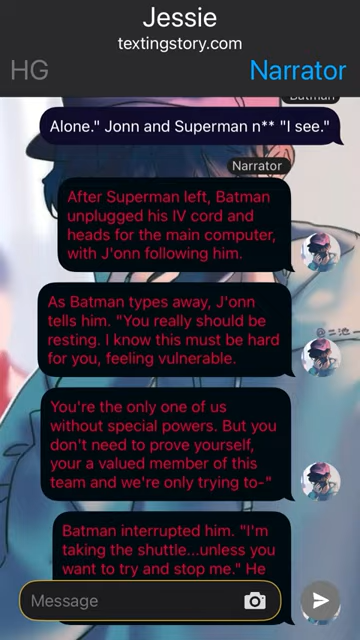 Jessie
textingstory.com
HG
Narrator
Batman
Alone." Jonn and Superman n** "I see."
Narrator
After Superman left, Batman
unplugged his IV cord and
heads for the main computer,
with J'onn following him.
As Batman types away, J'onn
tells him. "You really should be
resting. I know this must be hard
for you, feeling vulnerable.
You're the only one of us
without special powers. But you
don't need to prove yourself,
your a valued member of this
team and we're only trying to-"
Batman interrupted him. "I'm
taking the shuttle...unless you
want to try and stop me." He
Message